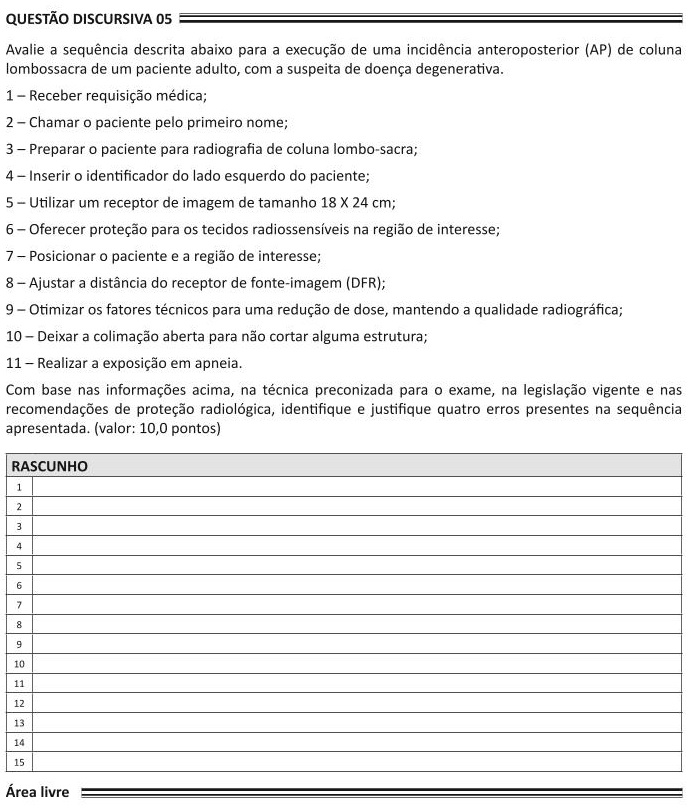 QUESTÃO DISCURSIVA 05
Avalie a sequência descrita abaixo para a execução de uma incidência anteroposterior (AP) de coluna
lombossacra de um paciente adulto, com a suspeita de doença degenerativa.
1 – Receber requisição médica;
2 – Chamar o paciente pelo primeiro nome;
3 – Preparar o paciente para radiografia de coluna lombo-sacra;
4 – Inserir o identificador do lado esquerdo do paciente;
5 – Utilizar um receptor de imagem de tamanho 18 X 24 cm;
6 – Oferecer proteção para os tecidos radiossensíveis na região de interesse;
7 – Posicionar o paciente e a região de interesse;
8 – Ajustar a distância do receptor de fonte-imagem (DFR);
9 – Otimizar os fatores técnicos para uma redução de dose, mantendo a qualidade radiográfica;
10 – Deixar a colimação aberta para não cortar alguma estrutura;
11 – Realizar a exposição em apneia.
Com base nas informações acima, na técnica preconizada para o exame, na legislação vigente e nas
recomendações de proteção radiológica, identifique e justifique quatro erros presentes na sequência
apresentada. (valor: 10,0 pontos)
RASCUNHO
1
2
3
4
5
6
7
8
9
10
11
12
13
14
15
Área livre